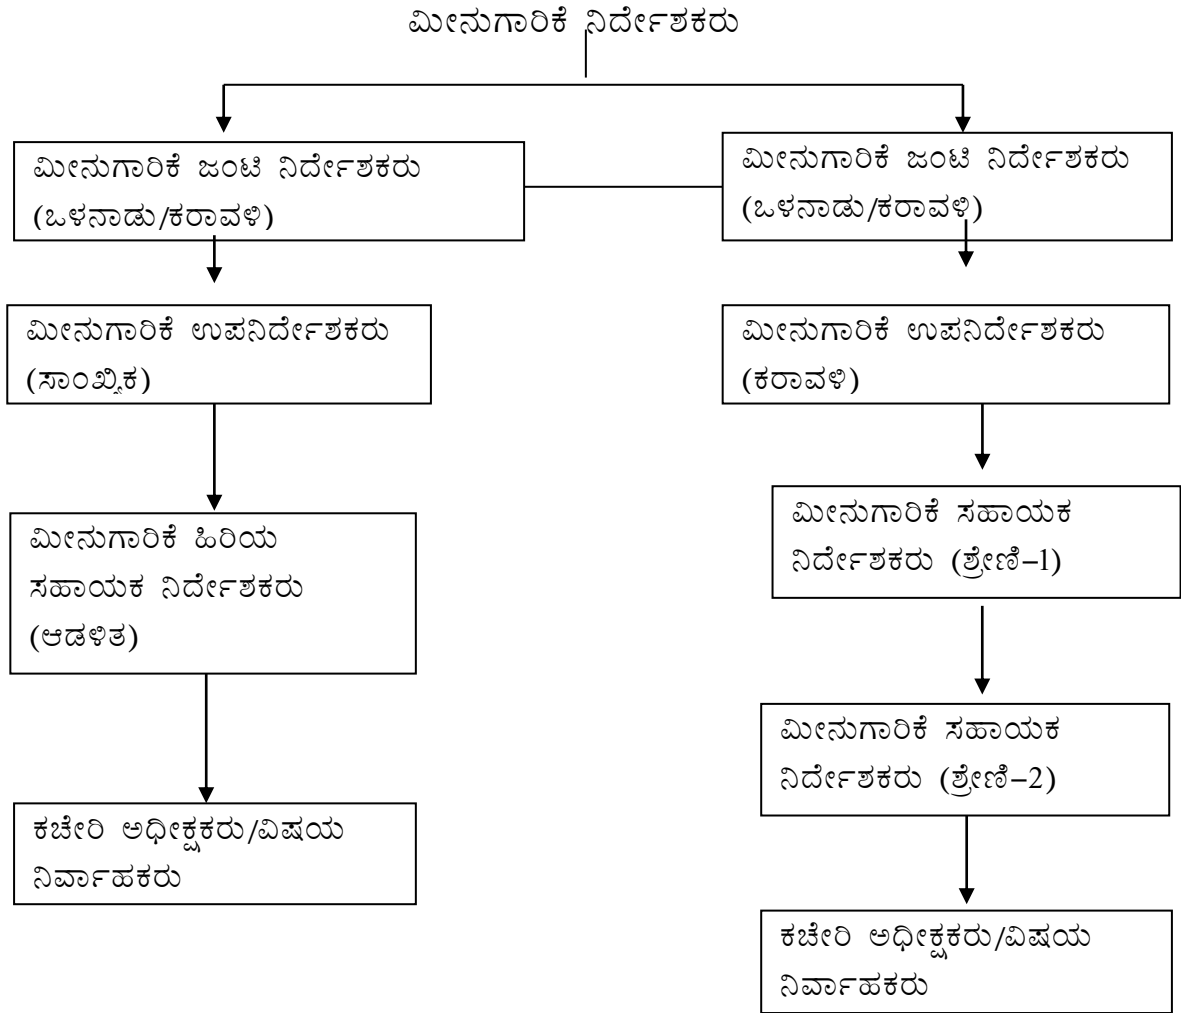 ಮೀನುಗಾರಿಕೆ ನಿರ್ದೇಶಕರು
ಮೀನುಗಾರಿಕೆ ಜಂಟಿ ನಿರ್ದೇಶಕರು
(ಒಳನಾಡು/ಕರಾವಳಿ)
ಮೀನುಗಾರಿಕೆ ಜಂಟಿ ನಿರ್ದೇಶಕರು
(ಒಳನಾಡು/ಕರಾವಳಿ)
ಮೀನುಗಾರಿಕೆ ಉಪನಿರ್ದೇಶಕರು
(ಸಾಂಖ್ಯಿಕ)
ಮೀನುಗಾರಿಕೆ ಉಪನಿರ್ದೇಶಕರು
(ಕರಾವಳಿ)
ಮೀನುಗಾರಿಕೆ ಹಿರಿಯ
ಸಹಾಯಕ ನಿರ್ದೇಶಕರು
(ಆಡಳಿತ)
ಮೀನುಗಾರಿಕೆ ಸಹಾಯಕ
ನಿರ್ದೇಶಕರು (ಶ್ರೇಣಿ-1)
ಮೀನುಗಾರಿಕೆ ಸಹಾಯಕ
ನಿರ್ದೇಶಕರು (ಶ್ರೇಣಿ-2)
ಕಚೇರಿ ಅಧೀಕ್ಷಕರು/ವಿಷಯ
ನಿರ್ವಾಹಕರು
ಕಚೇರಿ ಅಧೀಕ್ಷಕರು/ವಿಷಯ
ನಿರ್ವಾಹಕರು